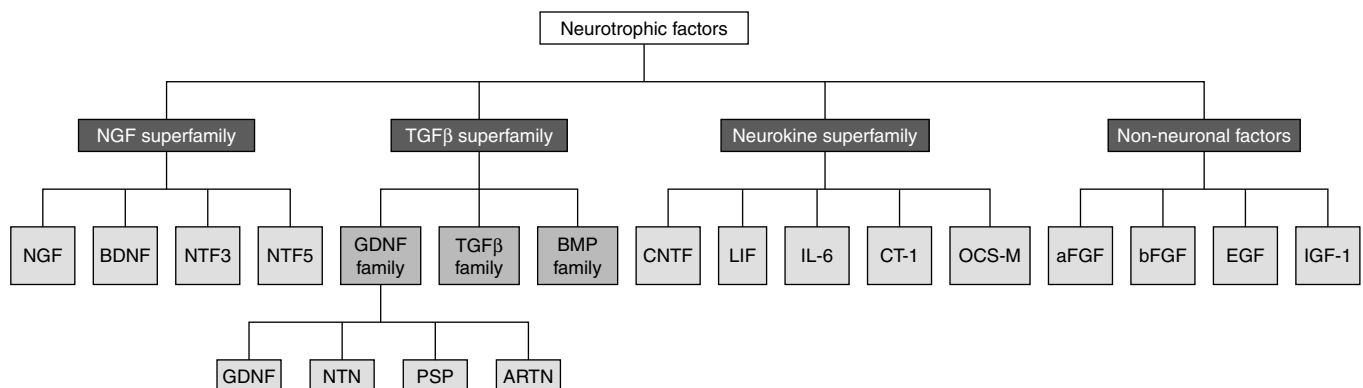 Neurotrophic factors
NGF superfamily
TGFβ superfamily
Neurokine superfamily
Non-neuronal factors
NGF
BDNF
NTF3
NTF5
GDNF
family
TGFβ
family
BMP
family
CNTF
LIF
IL-6
CT-1
OCS-M
aFGF
bFGF
EGF
IGF-1
GDNF
NTN
PSP
ARTN